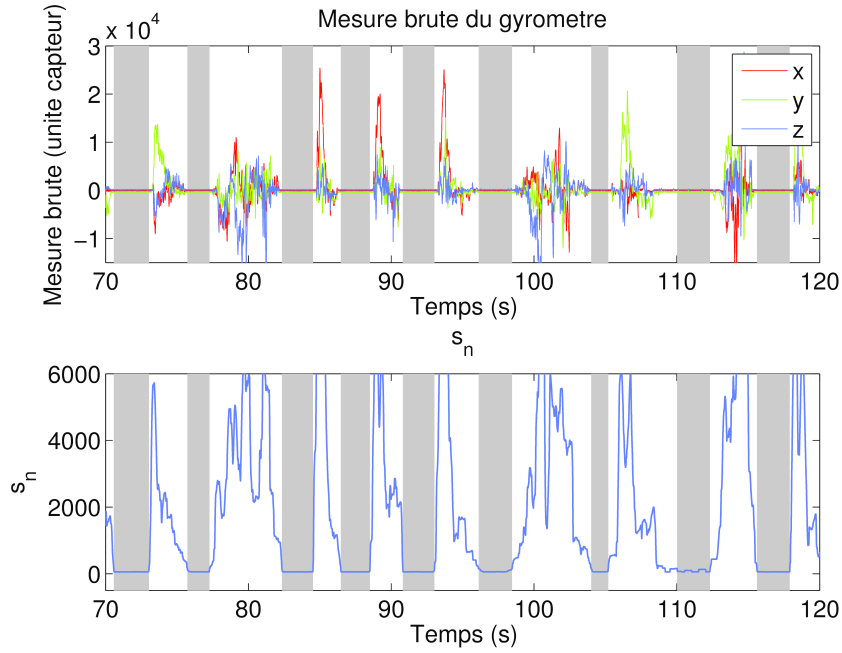 Mesure brute du gyrometre
x 10^4
Mesure brute (unite capteur)
3
2
1
0
−1
x
y
z
70 80 90 100 110 120
Temps (s)
s_n
s_n
6000
4000
2000
0
70 80 90 100 110 120
Temps (s)